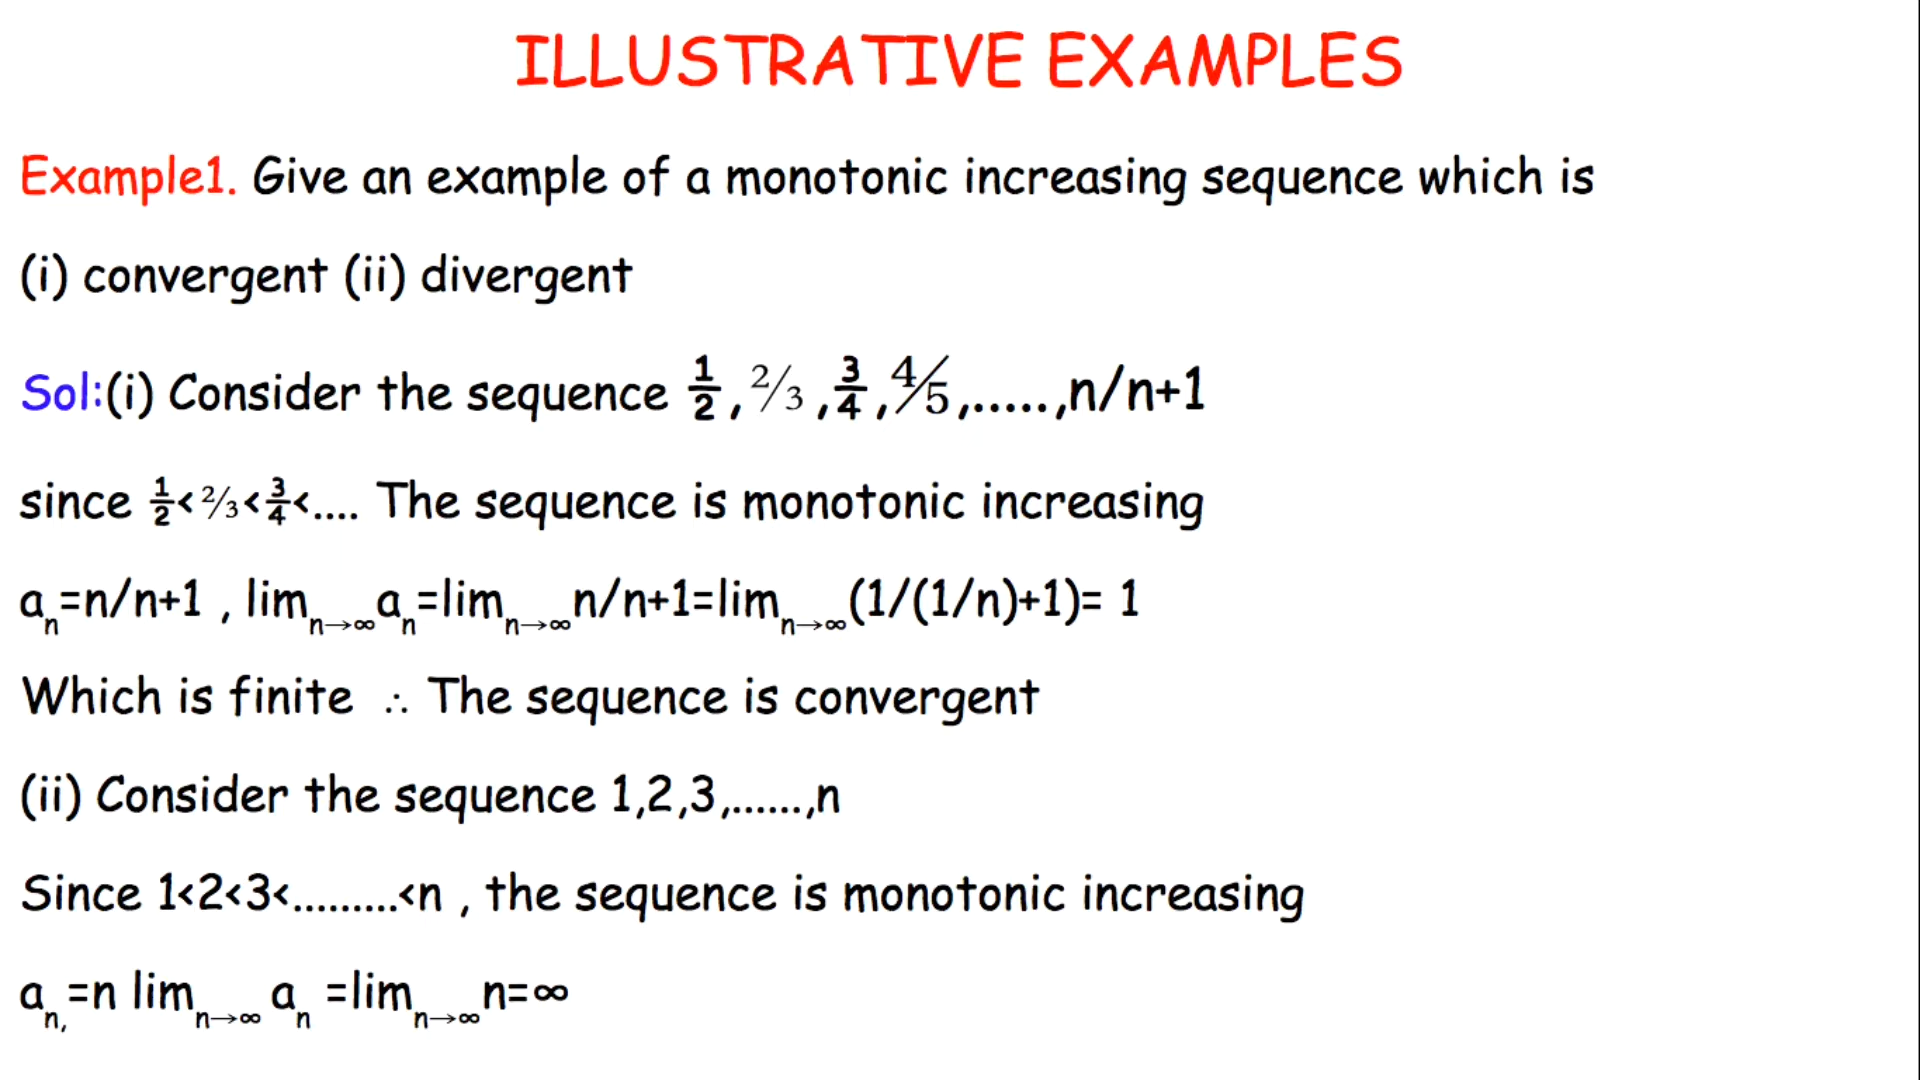 ILLUSTRATIVE EXAMPLES
Example1. Give an example of a monotonic increasing sequence which is
(i) convergent (ii) divergent
Sol:(i) Consider the sequence ½,⅔,¾,⅘,.....,n/n+1
since ½<⅔<¾<.... The sequence is monotonic increasing
aₙ=n/n+1 , limₙ→∞aₙ=limₙ→∞n/n+1=limₙ→∞(1/(1/n)+1)= 1
Which is finite ∴ The sequence is convergent
(ii) Consider the sequence 1,2,3,......,n
Since 1<2<3<.........<n , the sequence is monotonic increasing
aₙ,=n limₙ→∞ aₙ =limₙ→∞n=∞